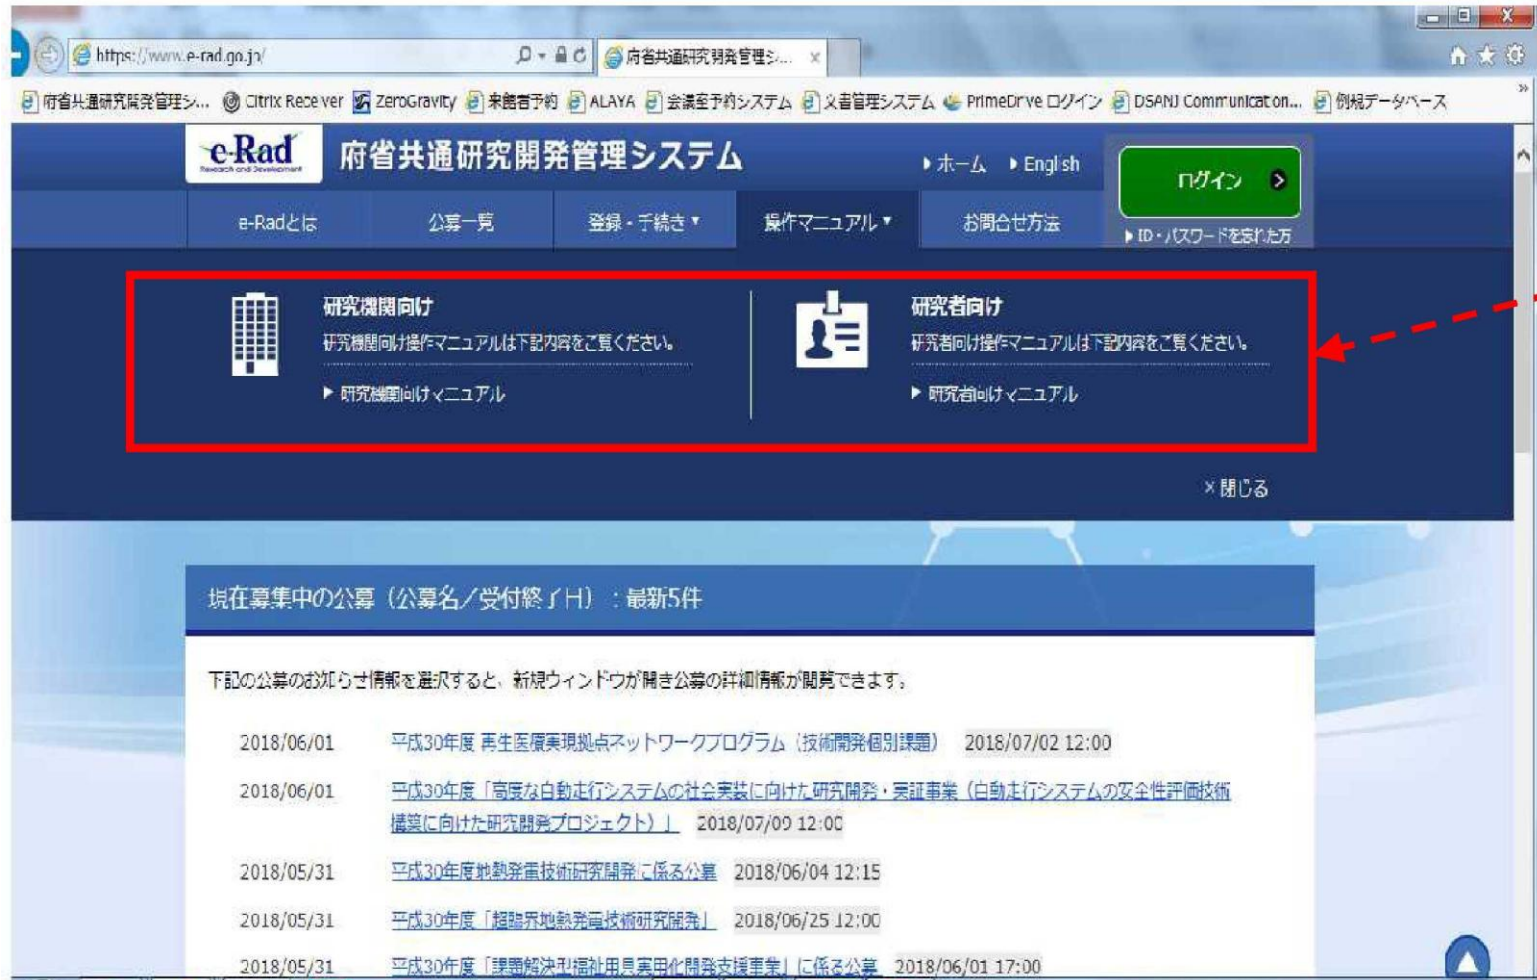 https://www.e-rad.go.jp/
府省共通研究開発管理シ... ×
府省共通研究開発管理シ... Citrix Receiver ZeroGravity 来館者予約 ALAYA 会議室予約システム 文書管理システム PrimeDrive ログイン DSANJ Communication... 例規データベース
e-Rad
Research and Development
府省共通研究開発管理システム
ホーム English
ログイン
e-Radとは 公募一覧 登録・手続き▼ 操作マニュアル▼ お問合せ方法
ID・パスワードを忘れた方
研究機関向け
研究機関向け操作マニュアルは下記内容をご覧ください。
研究機関向けマニュアル
研究者向け
研究者向け操作マニュアルは下記内容をご覧ください。
研究者向けマニュアル
×閉じる
現在募集中の公募（公募名／受付終了日）：最新5件
下記の公募のお知らせ情報を選択すると、新規ウィンドウが開き公募の詳細情報が閲覧できます。
2018/06/01 平成30年度 再生医療実現拠点ネットワークプログラム（技術開発個別課題） 2018/07/02 12:00
2018/06/01 平成30年度「高度な自動走行システムの社会実装に向けた研究開発・実証事業（自動走行システムの安全性評価技術
構築に向けた研究開発プロジェクト）」 2018/07/09 12:00
2018/05/31 平成30年度地熱発電技術研究開発に係る公募 2018/06/04 12:15
2018/05/31 平成30年度「超臨界地熱発電技術研究開発」 2018/06/25 12:00
2018/05/31 平成30年度「課題解決型福祉用具実用化開発支援事業」に係る公募 2018/06/01 17:00